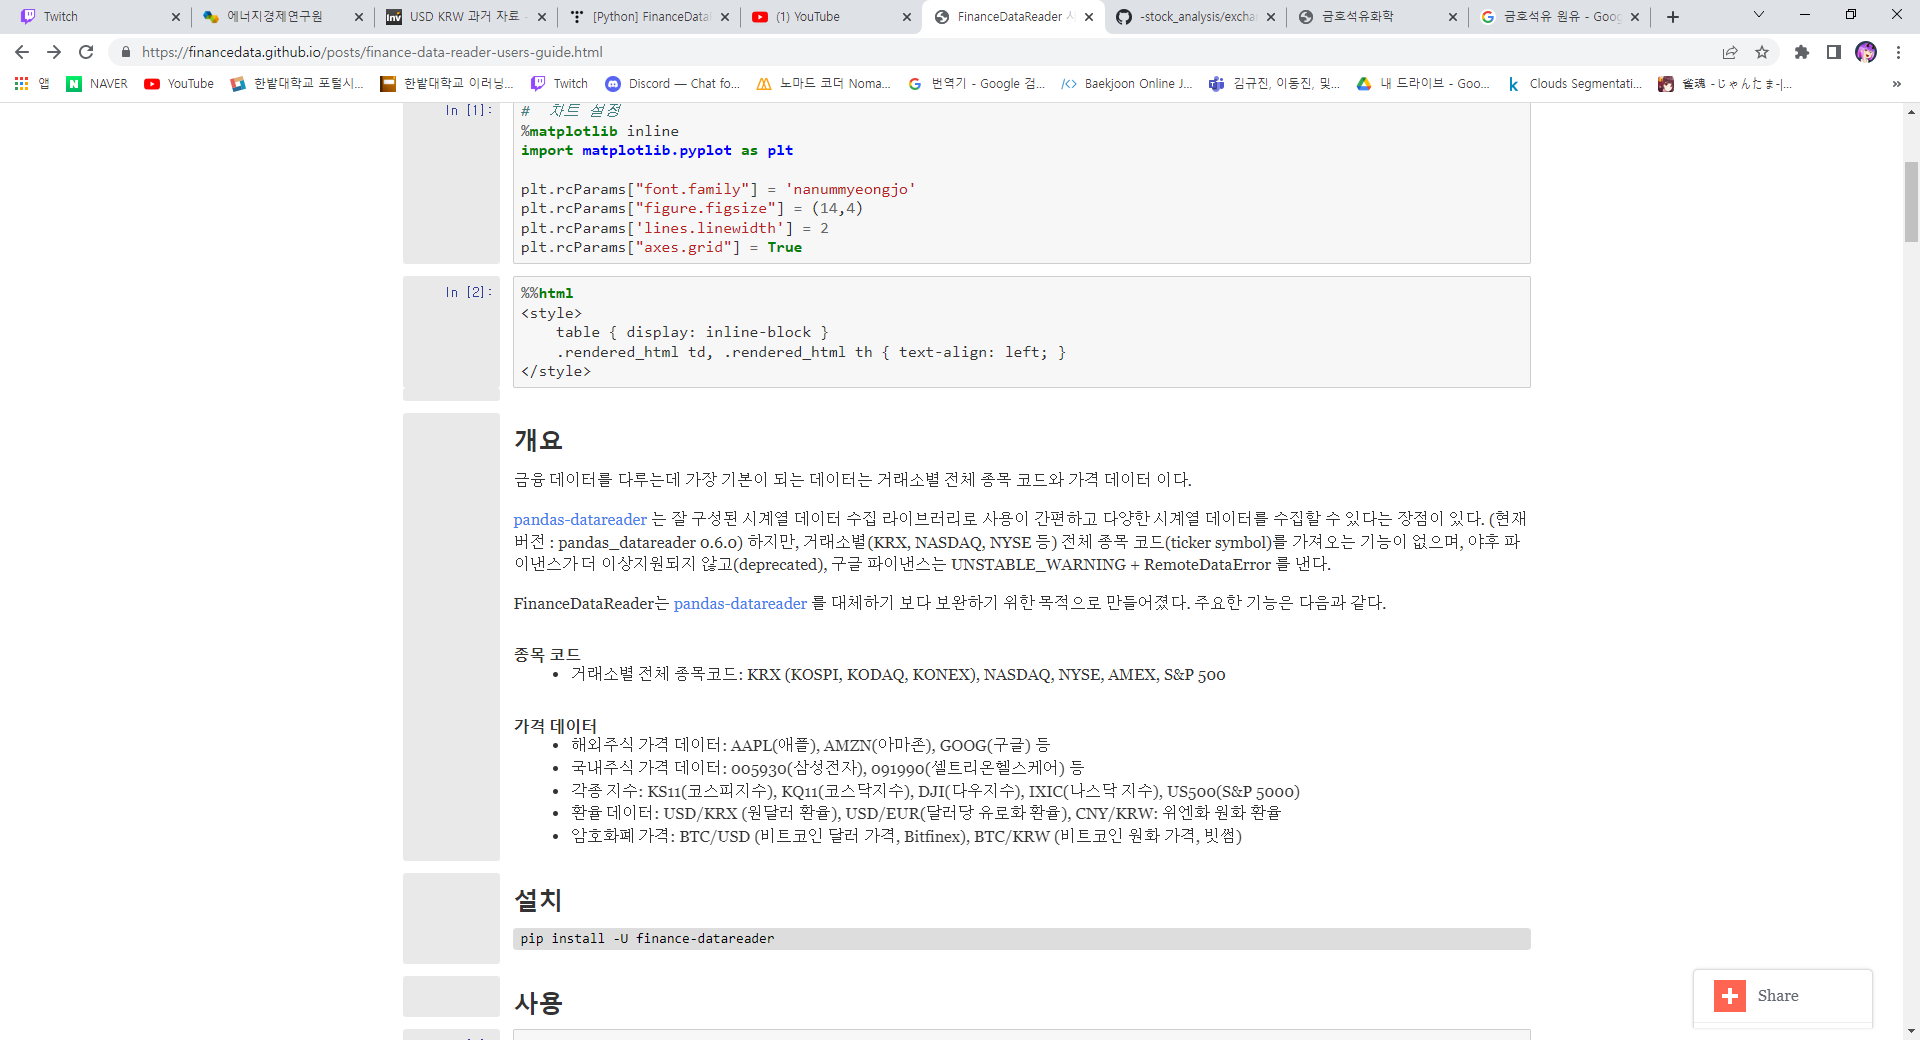 Twitch
에너지경제연구원
USD KRW 과거 자료 -
[Python] FinanceData
(1) YouTube
FinanceDataReader 사
-stock_analysis/excha
금호석유화학
금호석유 원유 - Goog
https://financedata.github.io/posts/finance-data-reader-users-guide.html
앱
NAVER
YouTube
한밭대학교 포털시...
한밭대학교 이러닝...
Twitch
Discord — Chat fo...
노마드 코더 Noma...
번역기 - Google 검...
Baekjoon Online J...
김규진, 이동진, 및...
내 드라이브 - Goo...
Clouds Segmentati...
雀魂 -じゃんたま-|...
In [1]:
# 차트 설정
%matplotlib inline
import matplotlib.pyplot as plt
plt.rcParams["font.family"] = 'nanummyeongjo'
plt.rcParams["figure.figsize"] = (14,4)
plt.rcParams['lines.linewidth'] = 2
plt.rcParams["axes.grid"] = True
In [2]:
%%html
<style>
table { display: inline-block }
.rendered_html td, .rendered_html th { text-align: left; }
</style>
개요
금융 데이터를 다루는데 가장 기본이 되는 데이터는 거래소별 전체 종목 코드와 가격 데이터 이다.
pandas-datareader 는 잘 구성된 시계열 데이터 수집 라이브러리로 사용이 간편하고 다양한 시계열 데이터를 수집할 수 있다는 장점이 있다. (현재
버전 : pandas_datareader 0.6.0) 하지만, 거래소별(KRX, NASDAQ, NYSE 등) 전체 종목 코드(ticker symbol)를 가져오는 기능이 없으며, 야후 파
이낸스가 더 이상지원되지 않고(deprecated), 구글 파이낸스는 UNSTABLE_WARNING + RemoteDataError 를 낸다.
FinanceDataReader는 pandas-datareader 를 대체하기 보다 보완하기 위한 목적으로 만들어졌다. 주요한 기능은 다음과 같다.
종목 코드
• 거래소별 전체 종목코드: KRX (KOSPI, KODAQ, KONEX), NASDAQ, NYSE, AMEX, S&P 500
가격 데이터
• 해외주식 가격 데이터: AAPL(애플), AMZN(아마존), GOOG(구글) 등
• 국내주식 가격 데이터: 005930(삼성전자), 091990(셀트리온헬스케어) 등
• 각종 지수: KS11(코스피지수), KQ11(코스닥지수), DJI(다우지수), IXIC(나스닥 지수), US500(S&P 5000)
• 환율 데이터: USD/KRX (원달러 환율), USD/EUR(달러당 유로화 환율), CNY/KRW: 위엔화 원화 환율
• 암호화폐 가격: BTC/USD (비트코인 달러 가격, Bitfinex), BTC/KRW (비트코인 원화 가격, 빗썸)
설치
pip install -U finance-datareader
사용
Share